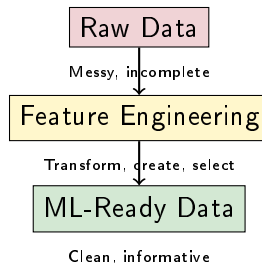 Raw Data
Messy, incomplete
Feature Engineering
Transform, create, select
ML-Ready Data
Clean, informative